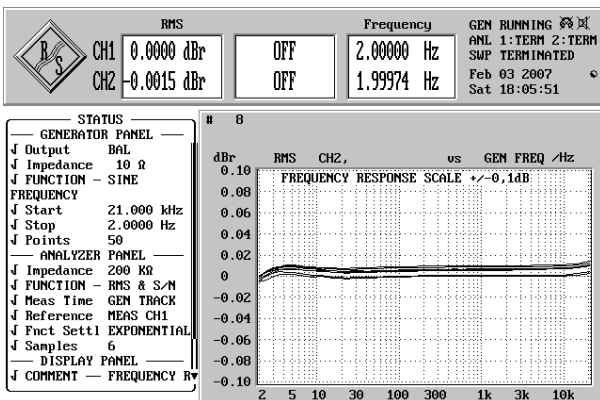 RMS
Frequency
GEN RUNNING
R S
CH1 0.0000 dBr
OFF
2.00000 Hz
ANL 1:TERM 2:TERM
SWP TERMINATED
CH2 -0.0015 dBr
OFF
1.99974 Hz
Feb 03 2007
Sat 18:05:51
STATUS
GENERATOR PANEL
Output BAL
Impedance 10 Ω
FUNCTION - SINE
FREQUENCY
Start 21.000 kHz
Stop 2.0000 Hz
Points 50
ANALYZER PANEL
Impedance 200 KΩ
FUNCTION - RMS & S/N
Meas Time GEN TRACK
Reference MEAS CH1
Fnct Settl EXPONENTIAL
Samples 6
DISPLAY PANEL
COMMENT — FREQUENCY R
# 8
dBr RMS CH2, vs GEN FREQ /Hz
FREQUENCY RESPONSE SCALE +/-0,1dB
0.10
0.08
0.06
0.04
0.02
0
-0.02
-0.04
-0.06
-0.08
-0.10
2 5 10 30 100 300 1k 3k 10k